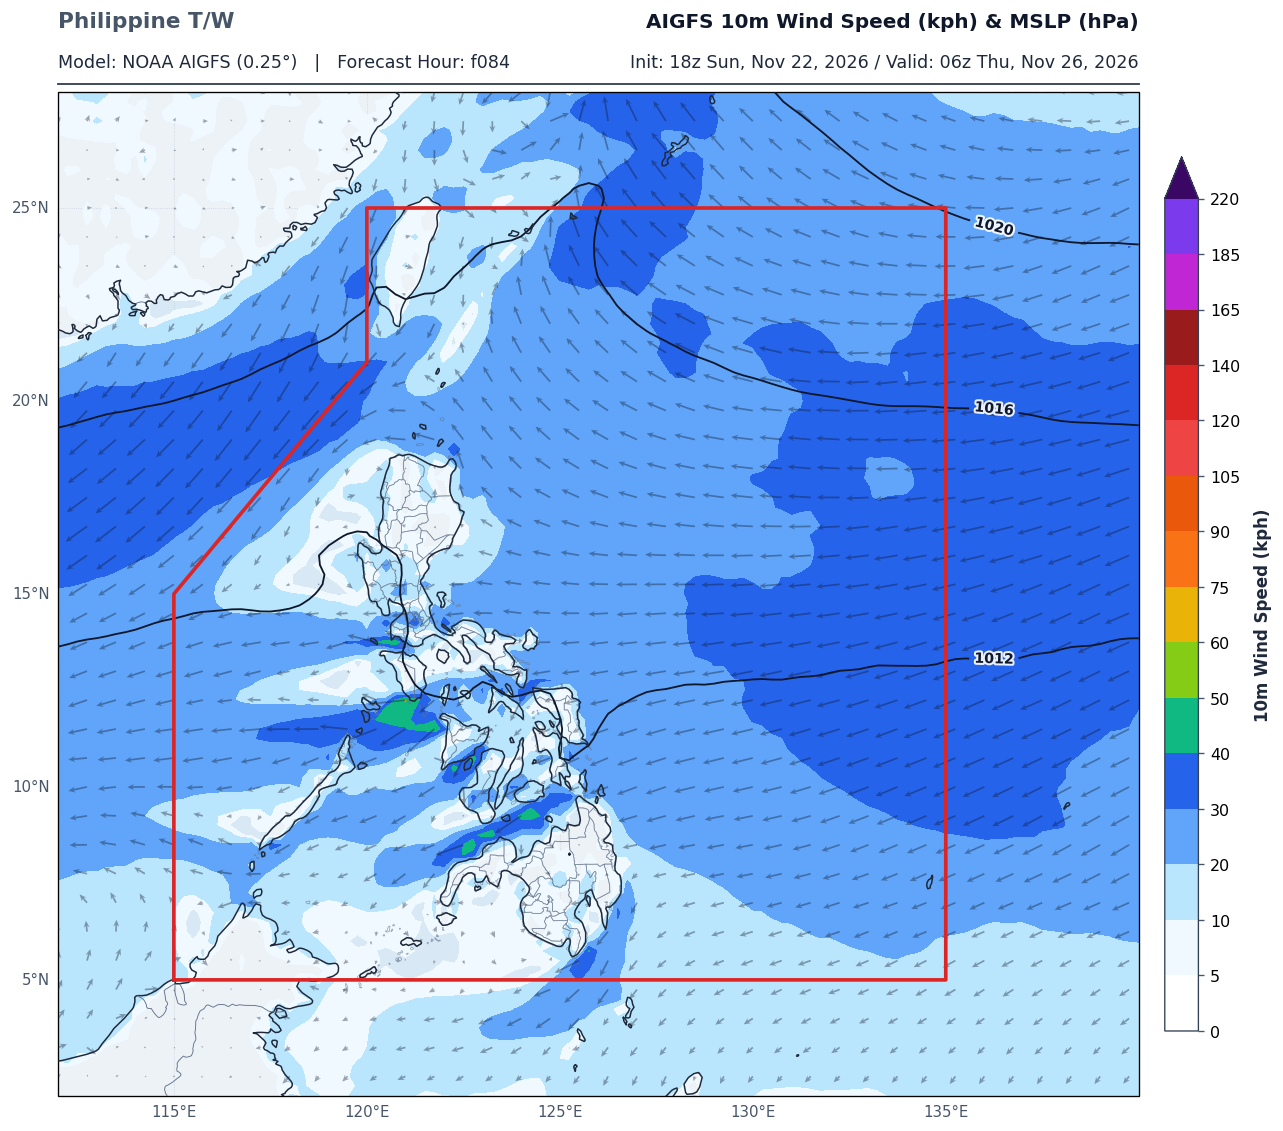 Philippine T/W
AIGFS 10m Wind Speed (kph) & MSLP (hPa)
Model: NOAA AIGFS (0.25°)   |   Forecast Hour: f084
Init: 18z Sun, Nov 22, 2026 / Valid: 06z Thu, Nov 26, 2026
25°N
20°N
15°N
10°N
5°N
1020
1016
1012
115°E
120°E
125°E
130°E
135°E
220
185
165
140
120
105
90
75
60
50
40
30
20
10
5
0
10m Wind Speed (kph)